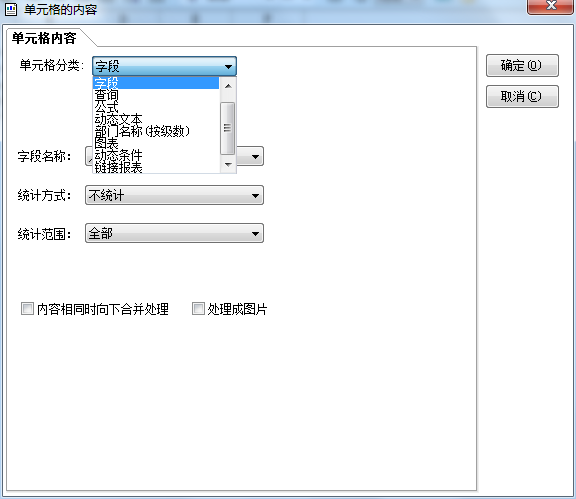 单元格的内容
单元格内容
单元格分类:
字段
字段
查询
公式
动态文本
部门名称(按级数)
图表
动态条件
链接报表
字段名称:
统计方式:
不统计
统计范围:
全部
内容相同时向下合并处理
处理成图片
确定(O)
取消(C)